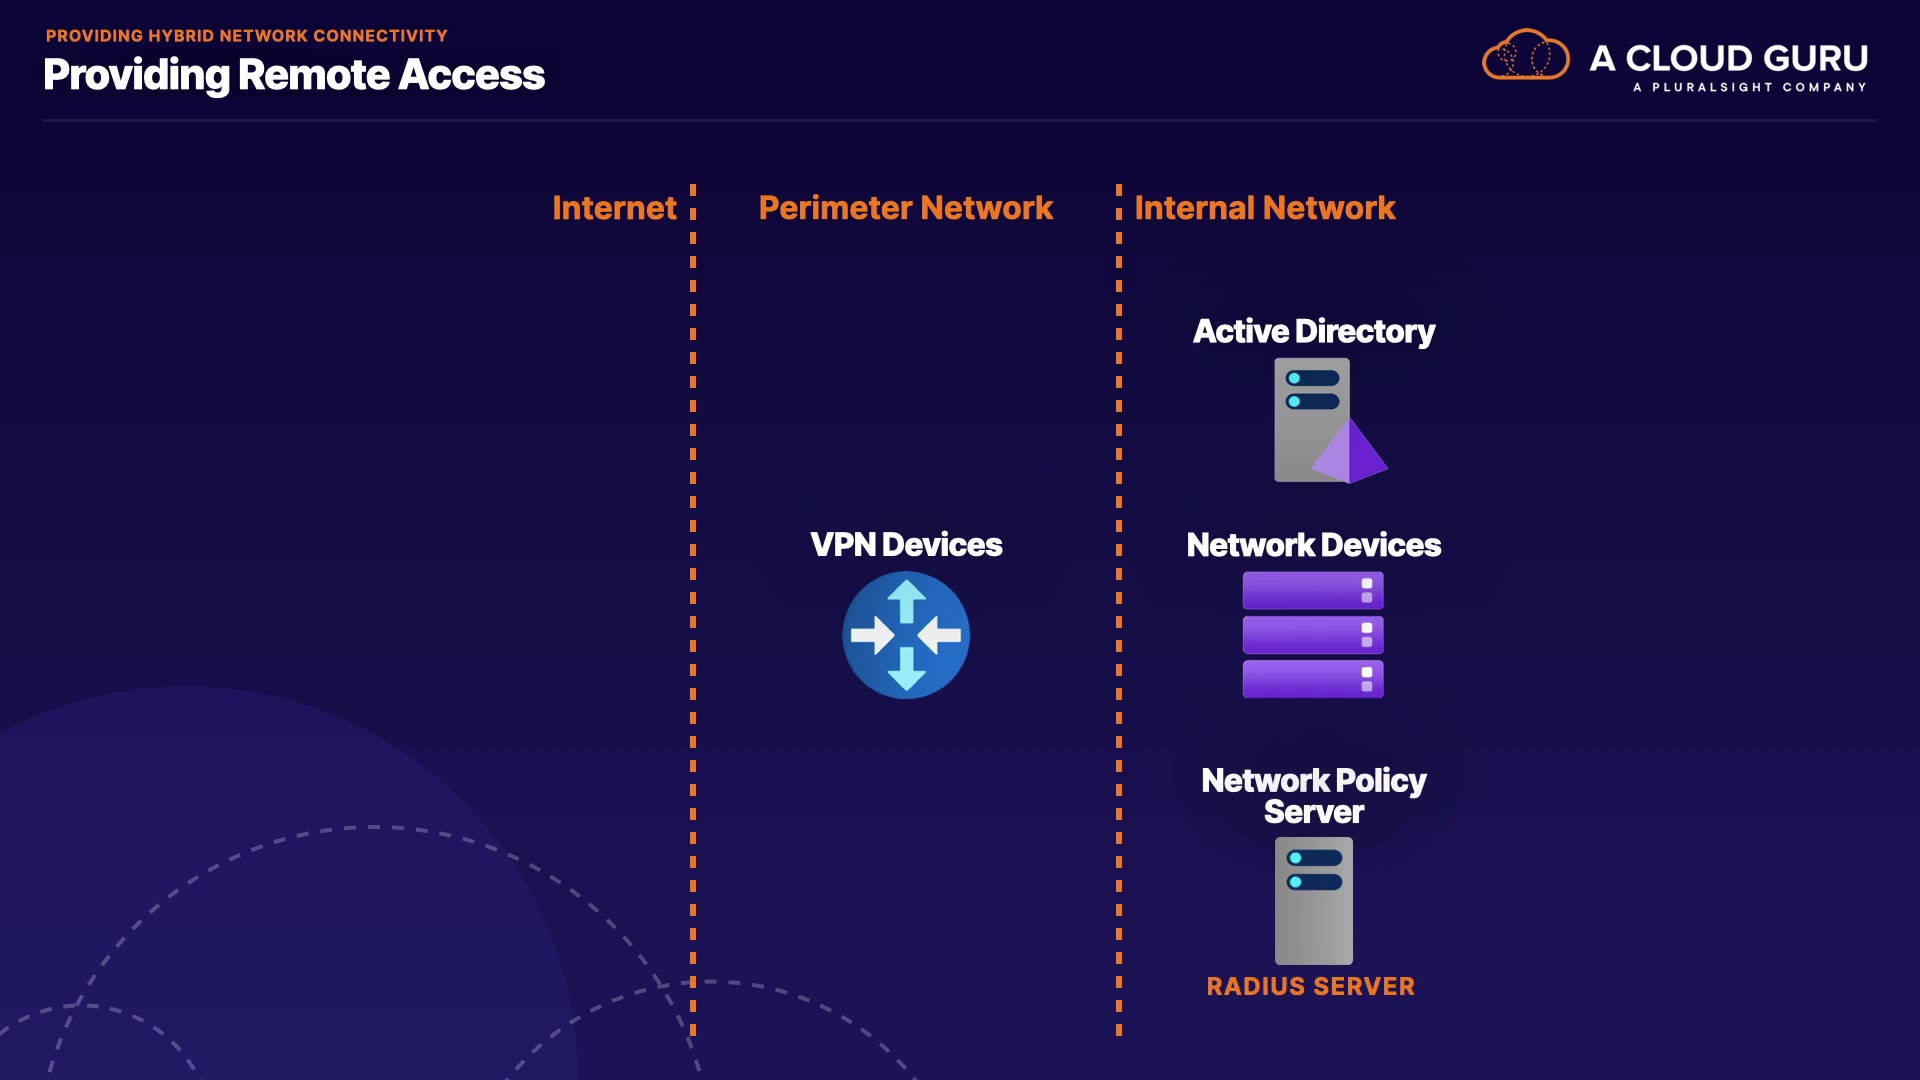 PROVIDING HYBRID NETWORK CONNECTIVITY
Providing Remote Access
A CLOUD GURU
A PLURALSIGHT COMPANY
Internet
Perimeter Network
Internal Network
Active Directory
VPN Devices
Network Devices
Network Policy
Server
RADIUS SERVER